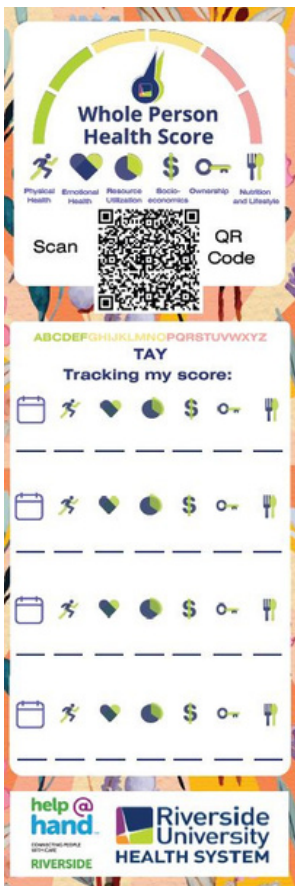 Whole Person
Health Score
Physical
Health
Emotional
Health
Resource
Utilization
Socio-
economics
Ownership
Nutrition
and Lifestyle
Scan
QR
Code
ABCDEFGHIJKLMNOPQRSTUVWXYZ
TAY
Tracking my score:
help @
hand
CONNECTING PEOPLE
WITH CARE
RIVERSIDE
Riverside
University
HEALTH SYSTEM